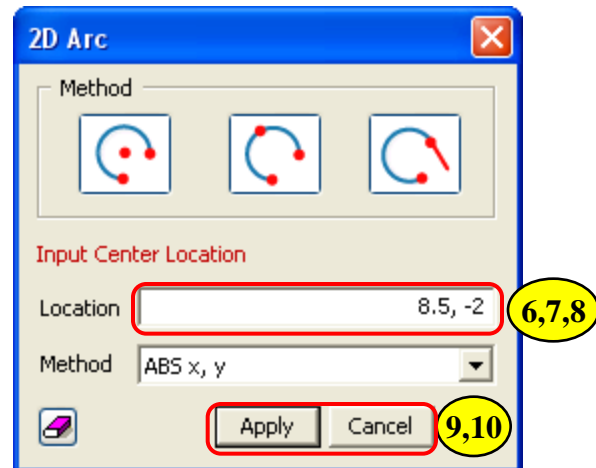 2D Arc
Method
Input Center Location
Location 8.5, -2 6,7,8
Method ABS x, y
Apply Cancel 9,10